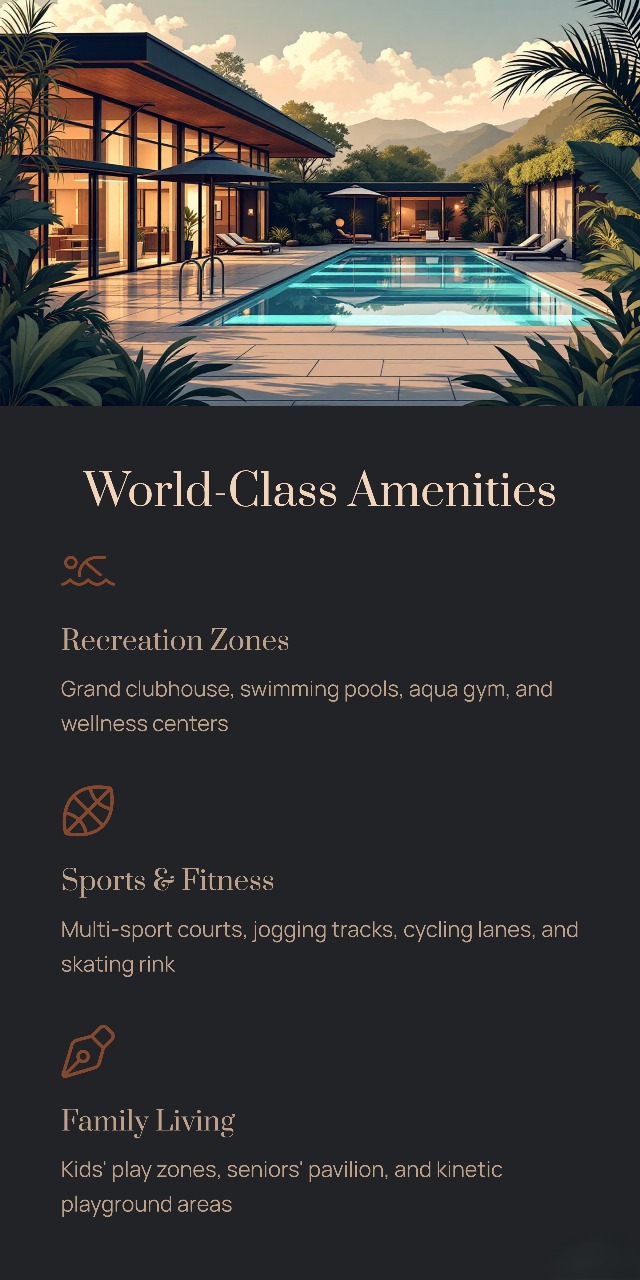 World-Class Amenities
Recreation Zones
Grand clubhouse, swimming pools, aqua gym, and
wellness centers
Sports & Fitness
Multi-sport courts, jogging tracks, cycling lanes, and
skating rink
Family Living
Kids' play zones, seniors' pavilion, and kinetic
playground areas